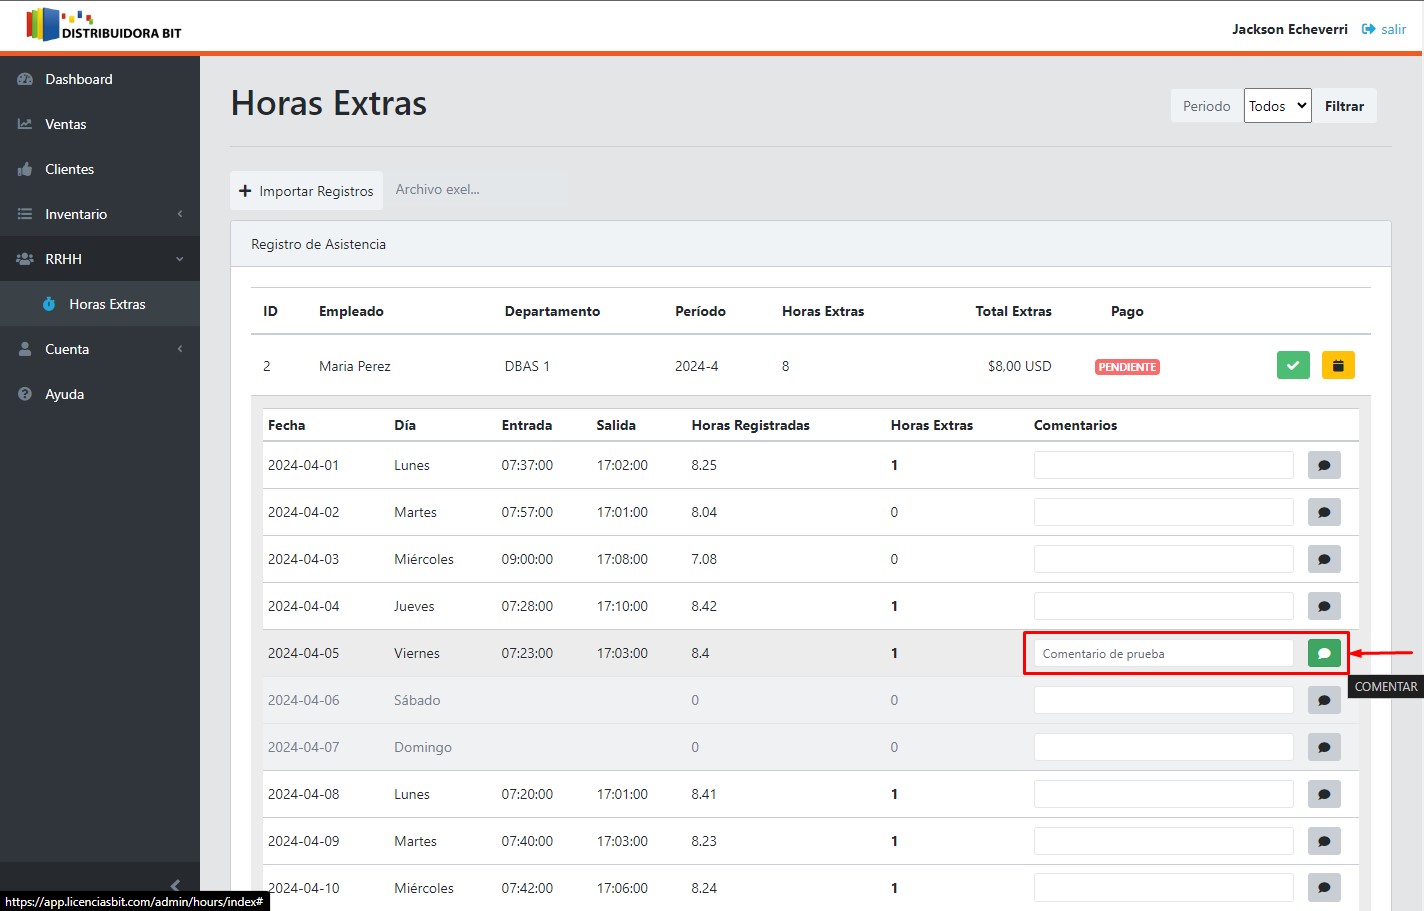 DISTRIBUIDORA BIT
Jackson Echeverri salir
Dashboard
Ventas
Clientes
Inventario
RRHH
Horas Extras
Cuenta
Ayuda
Horas Extras
Periodo Todos Filtrar
Importar Registros Archivo exel...
Registro de Asistencia
ID Empleado Departamento Período Horas Extras Total Extras Pago
2 Maria Perez DBAS 1 2024-4 8 $8,00 USD PENDIENTE
Fecha Día Entrada Salida Horas Registradas Horas Extras Comentarios
2024-04-01 Lunes 07:37:00 17:02:00 8.25 1
2024-04-02 Martes 07:57:00 17:01:00 8.04 0
2024-04-03 Miércoles 09:00:00 17:08:00 7.08 0
2024-04-04 Jueves 07:28:00 17:10:00 8.42 1
2024-04-05 Viernes 07:23:00 17:03:00 8.4 1 Comentario de prueba
COMENTAR
2024-04-06 Sábado 0 0
2024-04-07 Domingo 0 0
2024-04-08 Lunes 07:20:00 17:01:00 8.41 1
2024-04-09 Martes 07:40:00 17:03:00 8.23 1
2024-04-10 Miércoles 07:42:00 17:06:00 8.24 1
https://app.licenciasbit.com/admin/hours/index#